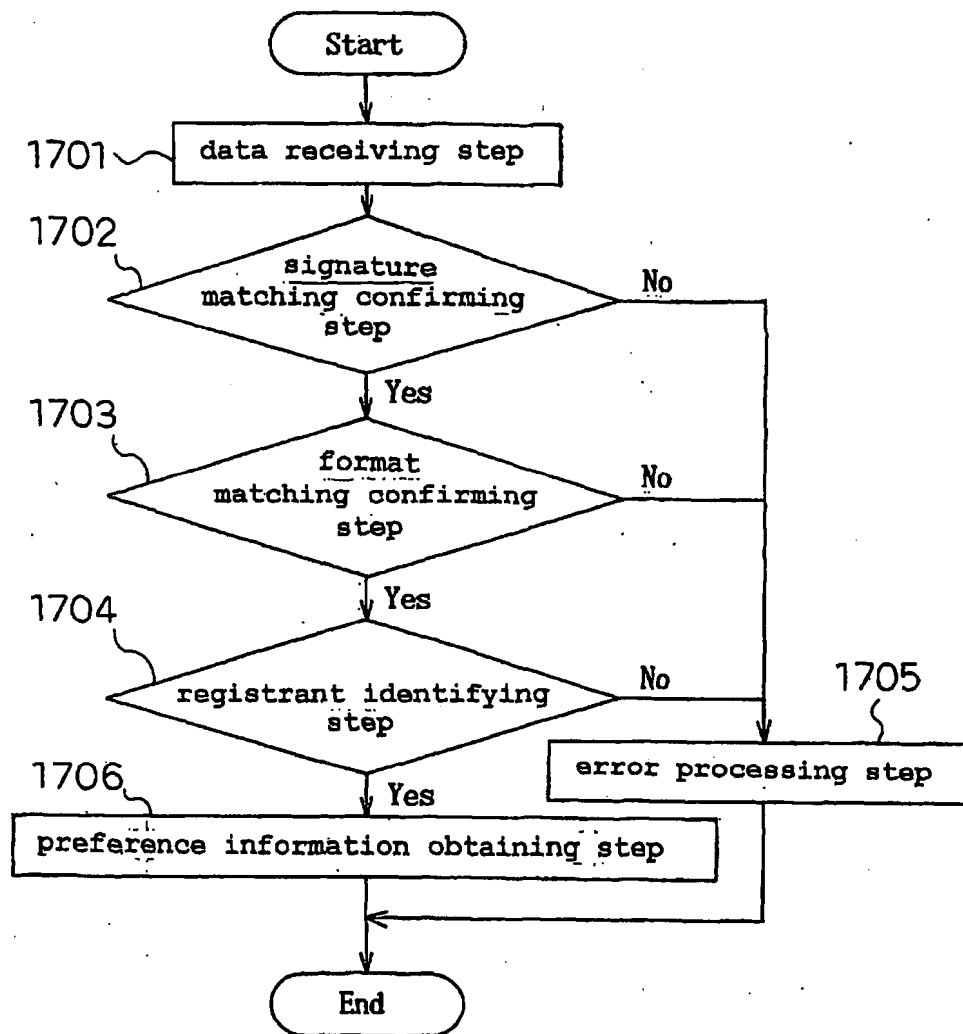 Start
1701
data receiving step
1702
signature
matching confirming
step
No
Yes
1703
format
matching confirming
step
No
Yes
1704
registrant identifying
step
No
1705
error processing step
Yes
1706
preference information obtaining step
End